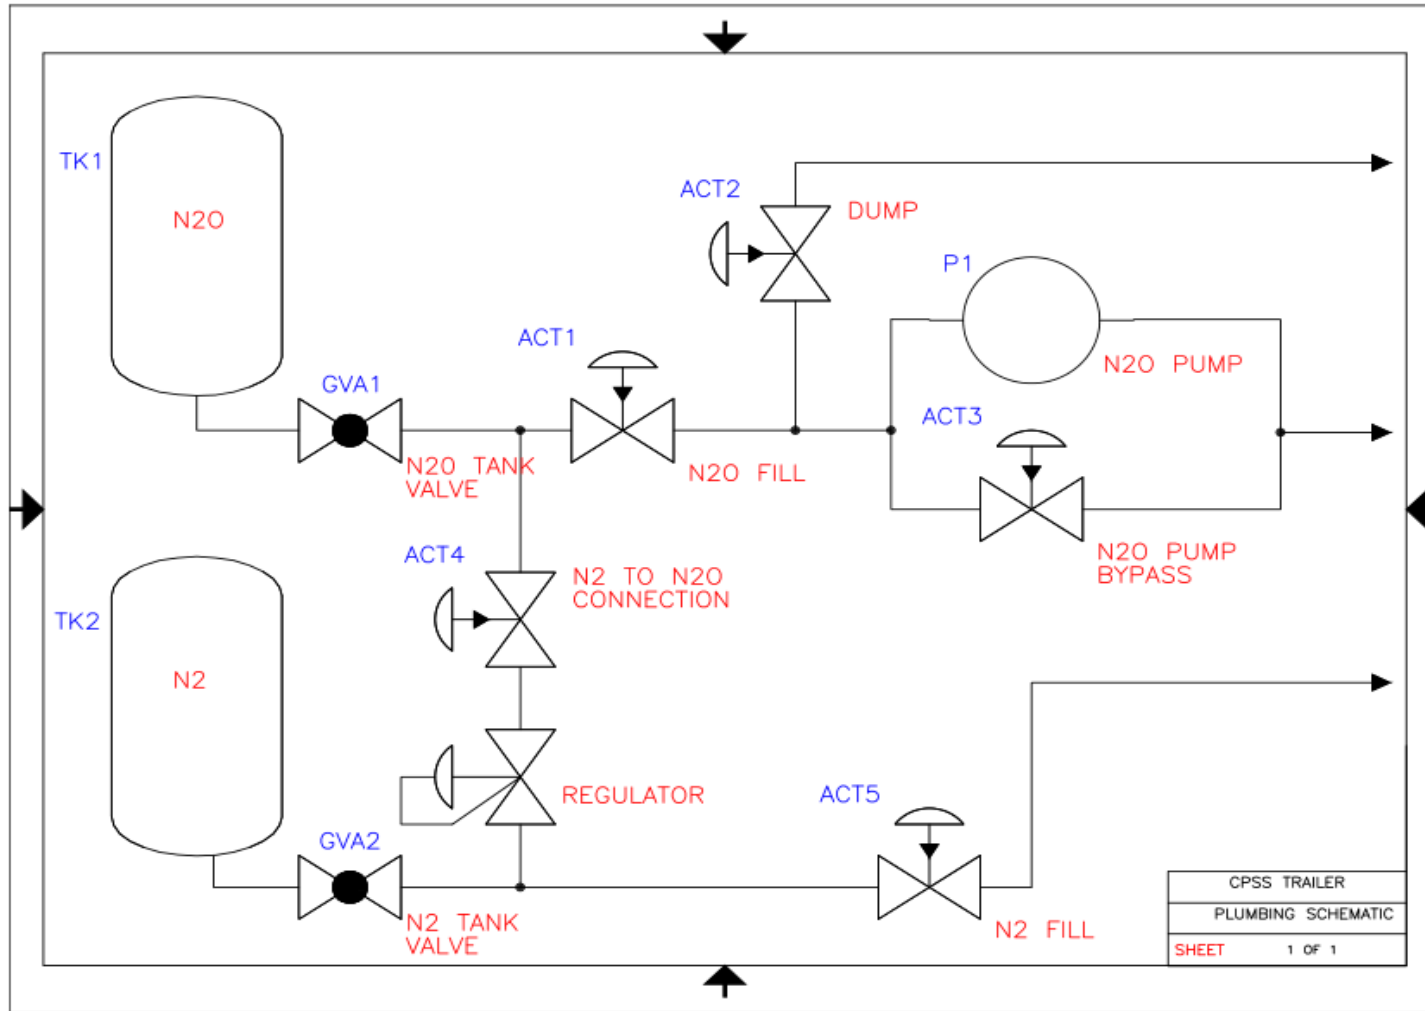 TK1
N2O
ACT2
DUMP
P1
ACT1
N2O PUMP
GVA1
ACT3
N2O TANK
VALVE
N2O FILL
ACT4
N2 TO N2O
CONNECTION
N2O PUMP
BYPASS
TK2
N2
REGULATOR
ACT5
GVA2
N2 TANK
VALVE
N2 FILL
CPSS TRAILER
PLUMBING SCHEMATIC
SHEET 1 OF 1